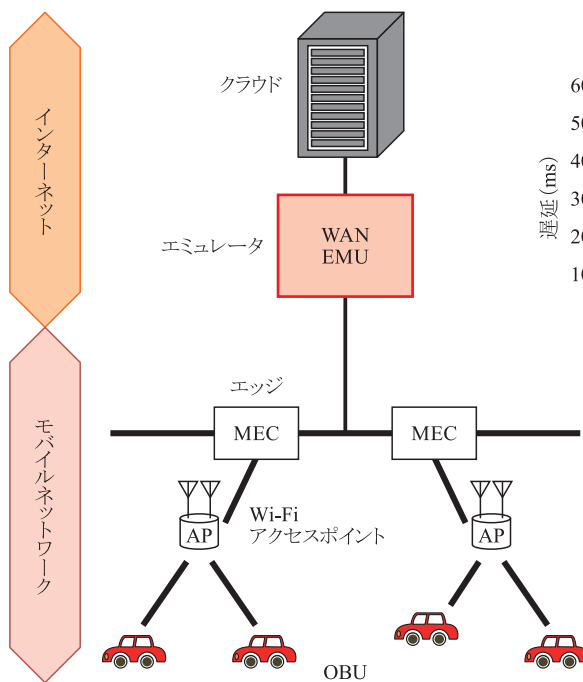 クラウド
インターネット
エミュレータ
WAN
EMU
遅延(ms)
エッジ
MEC
MEC
モバイルネットワーク
Wi-Fi
アクセスポイント
AP
AP
OBU